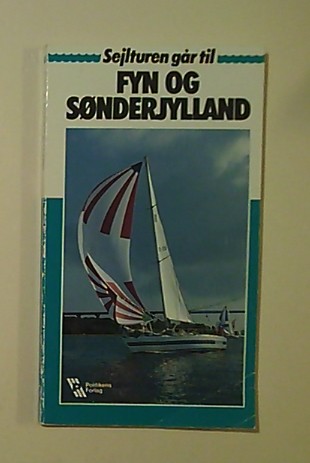 Sejlturen går til
FYN OG
SØNDERJYLLAND
Politikens
Forlag